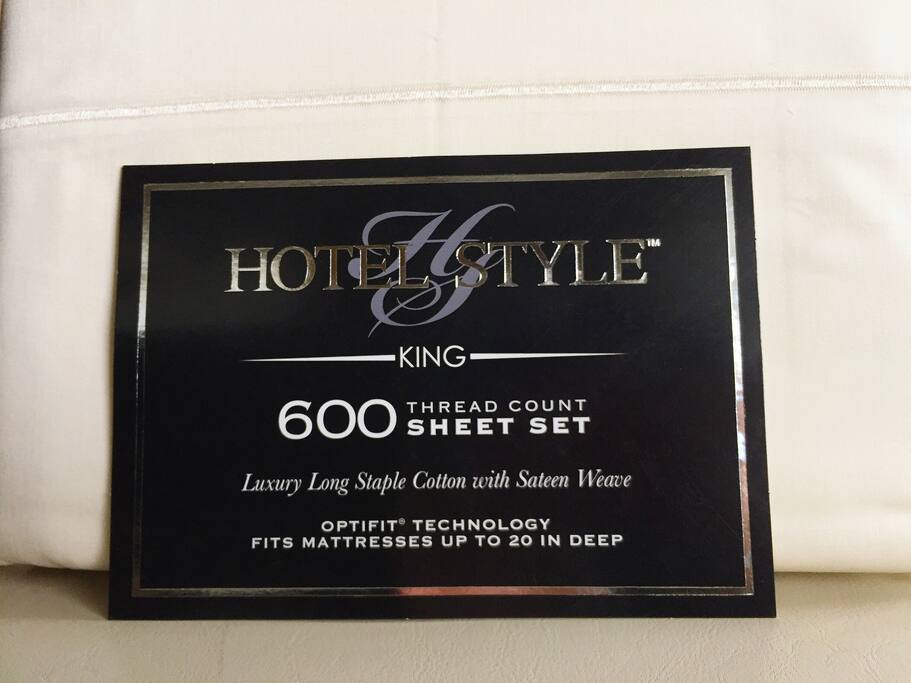 HS
HOTEL STYLE™
KING
600 THREAD COUNT
SHEET SET
Luxury Long Staple Cotton with Sateen Weave
OPTIFIT® TECHNOLOGY
FITS MATTRESSES UP TO 20 IN DEEP